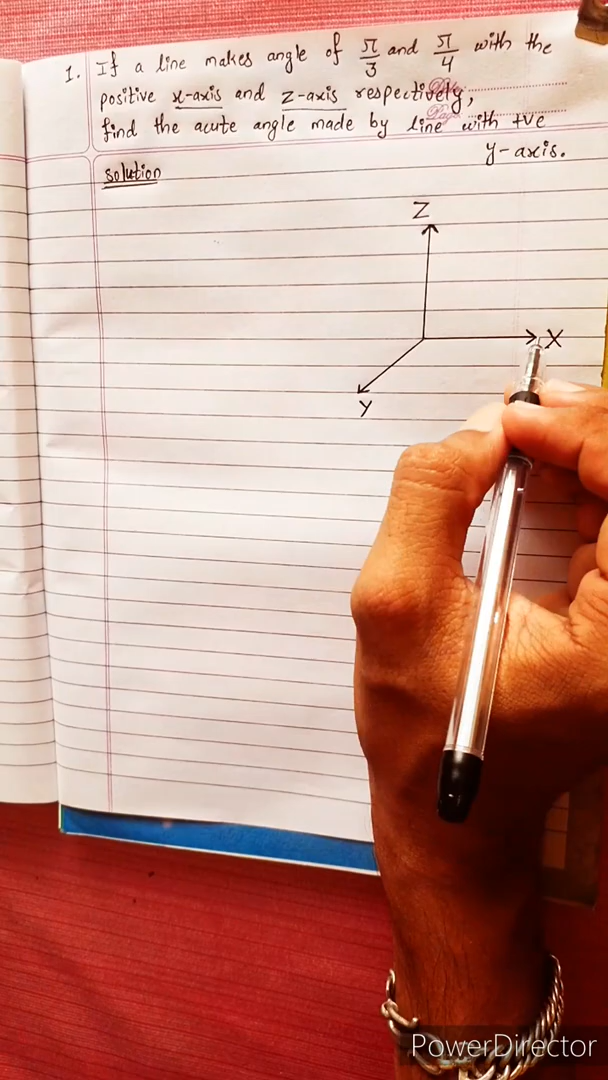 1. If a line makes angle of π/3 and π/4 with the
positive x-axis and z-axis respectively,
find the acute angle made by line with +ve
y-axis.
solution
Z
X
Y
PowerDirector